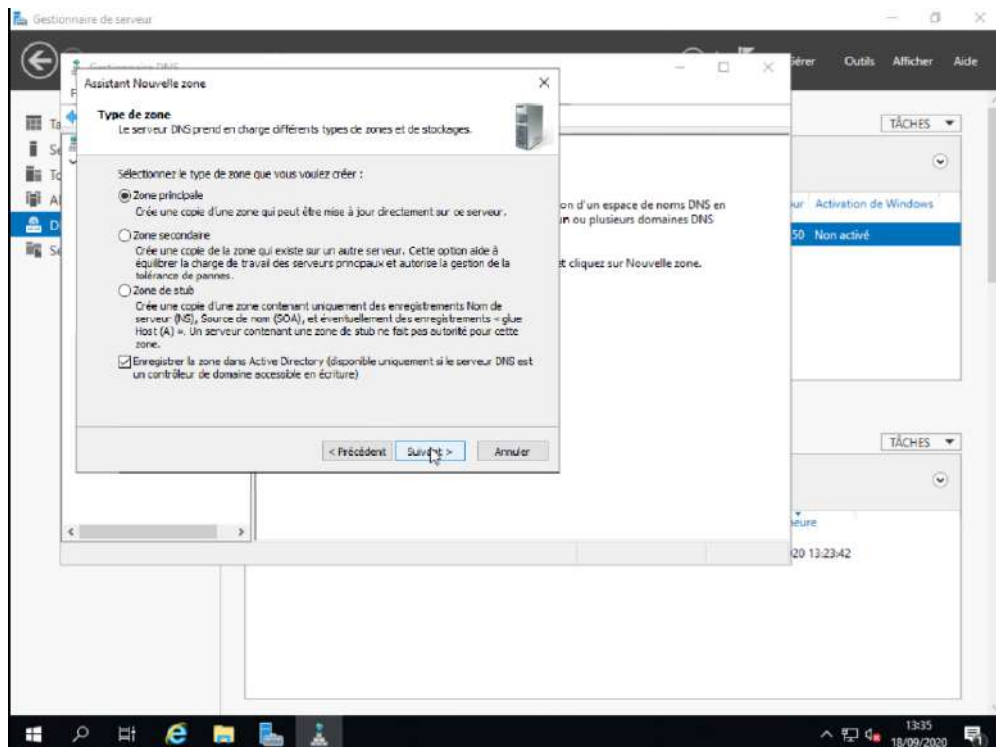 Gestionnaire de serveur
Gérer Outils Afficher Aide
Gestionnaire DNS
Assistant Nouvelle zone
Type de zone
Le serveur DNS prend en charge différents types de zones et de stockages.
Sélectionnez le type de zone que vous voulez créer :
Zone principale
Crée une copie d'une zone qui peut être mise à jour directement sur ce serveur.
Zone secondaire
Crée une copie de la zone qui existe sur un autre serveur. Cette option aide à
équilibrer la charge de travail des serveurs principaux et autorise la gestion de la
tolérance de pannes.
Zone de stub
Crée une copie d'une zone contenant uniquement des enregistrements Nom de
serveur (NS), Source de nom (SOA), et éventuellement des enregistrements « glue
Host (A) ». Un serveur contenant une zone de stub ne fait pas autorité pour cette
zone.
Enregistrer la zone dans Active Directory (disponible uniquement si le serveur DNS est
un contrôleur de domaine accessible en écriture)
< Précédent Suivant > Annuler
on d'un espace de noms DNS en
un ou plusieurs domaines DNS
et cliquez sur Nouvelle zone.
TÂCHES
ur Activation de Windows
50 Non activé
TÂCHES
heure
20 13:23:42
13:35
18/09/2020